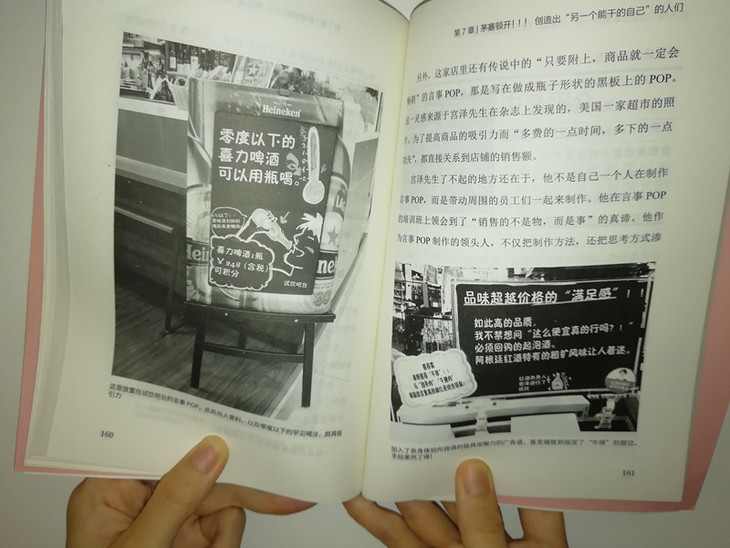 Heineken
零度以下的
喜力啤酒
可以用瓶喝。
喜力啤酒1瓶
￥248（含税）
可积分
试饮吧台
160
第7章│茅塞顿开！！！ 创造出“另一个能干的自己”的人们
另外，这家店里还有传说中的“只要附上，商品就一定会
畅销”的言事POP，那是写在做成瓶子形状的黑板上的POP。
这一灵感来源于宫泽先生在杂志上发现的，美国一家超市的照
片。为了提高商品的吸引力而“多费的一点时间，多下的一点
功夫”，都直接关系到店铺的销售额。
宫泽先生了不起的地方还在于，他不是自己一个人在制作
言事POP，而是带动周围的员工们一起来制作。他在言事POP
的培训班上领会到了“销售的不是物，而是事”的真谛。他作
为言事POP制作的领头人，不仅把制作方法，还把思考方式渗
品味超越价格的“满足感”！
如此高的品质，
我不禁想问“这么便宜真的行吗？！
必须回购的起泡酒。
阿根廷红酒特有的粗犷风味让人着迷。
161